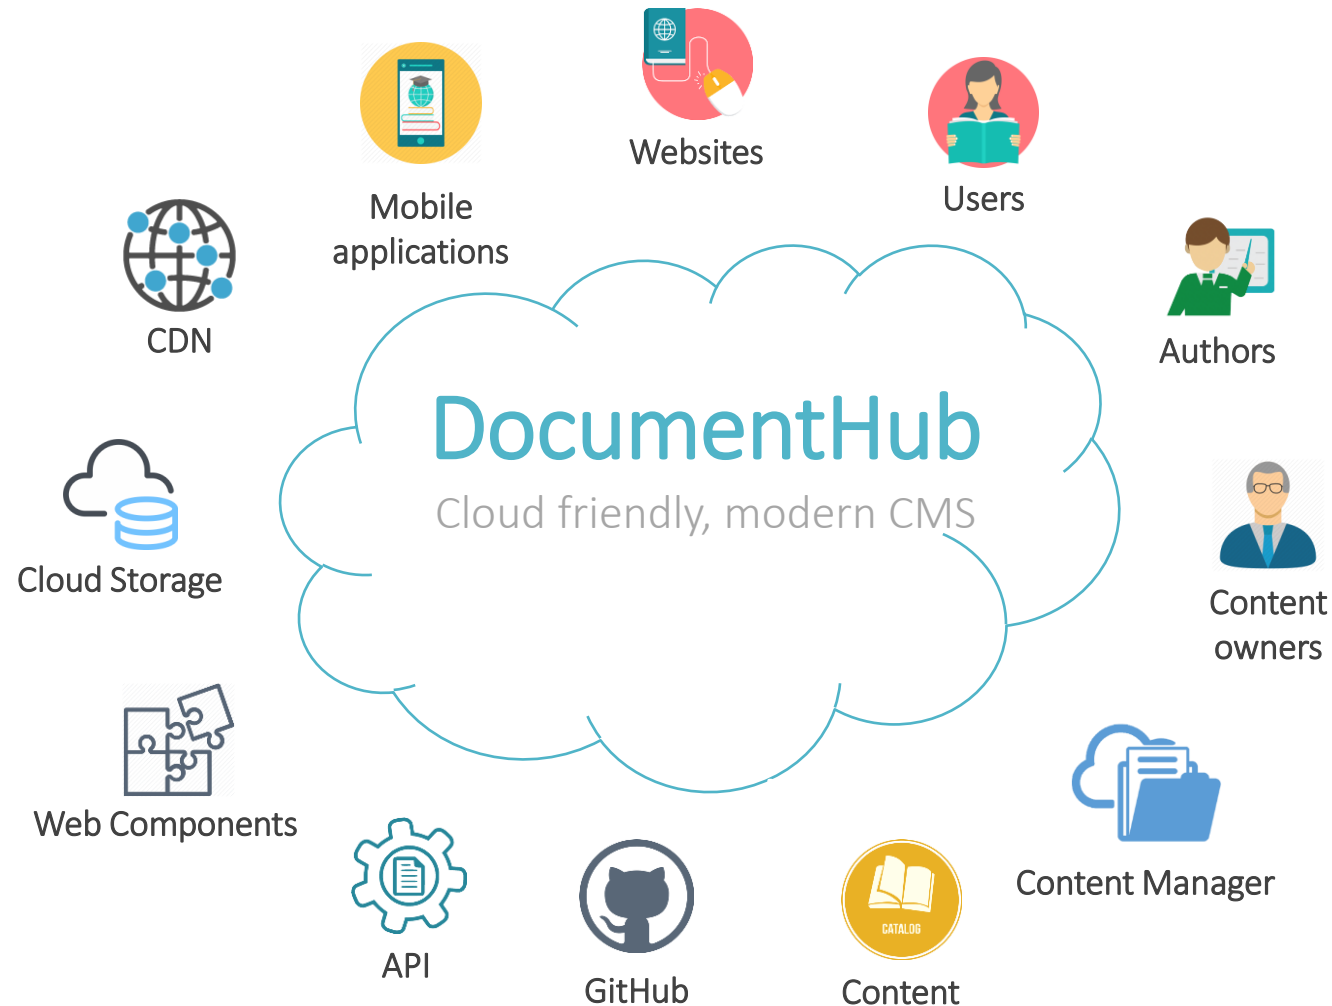 Websites
Mobile
applications
Users
CDN
Authors
DocumentHub
Cloud friendly, modern CMS
Cloud Storage
Content
owners
Web Components
Content Manager
API
GitHub
CATALOG
Content